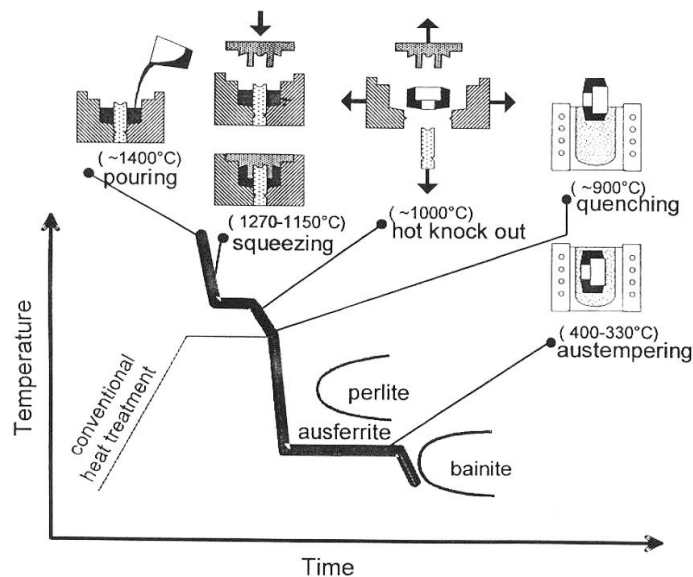 ( ~1400°C)
pouring
(1270-1150°C)
squeezing
( ~1000°C)
hot knock out
( ~900°C)
quenching
(400-330°C)
austempering
Temperature
conventional
heat treatment
perlite
ausferrite
bainite
Time